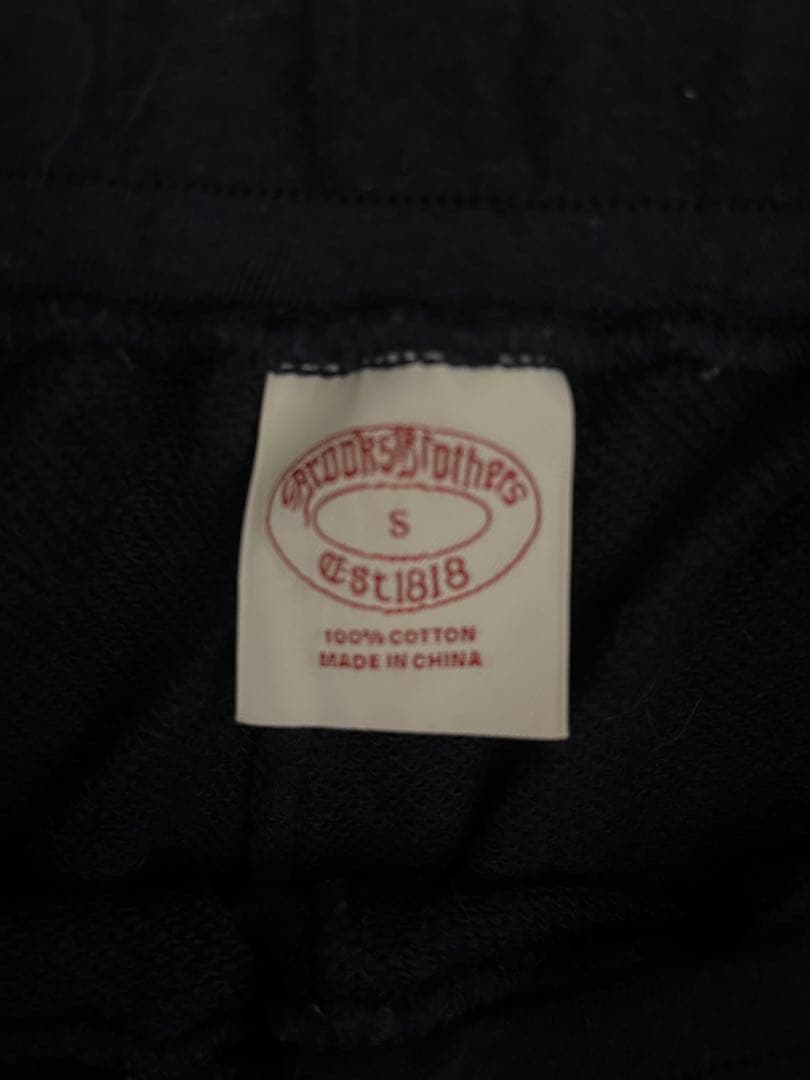 Brooks Brothers
S
Est 1818
100% COTTON
MADE IN CHINA